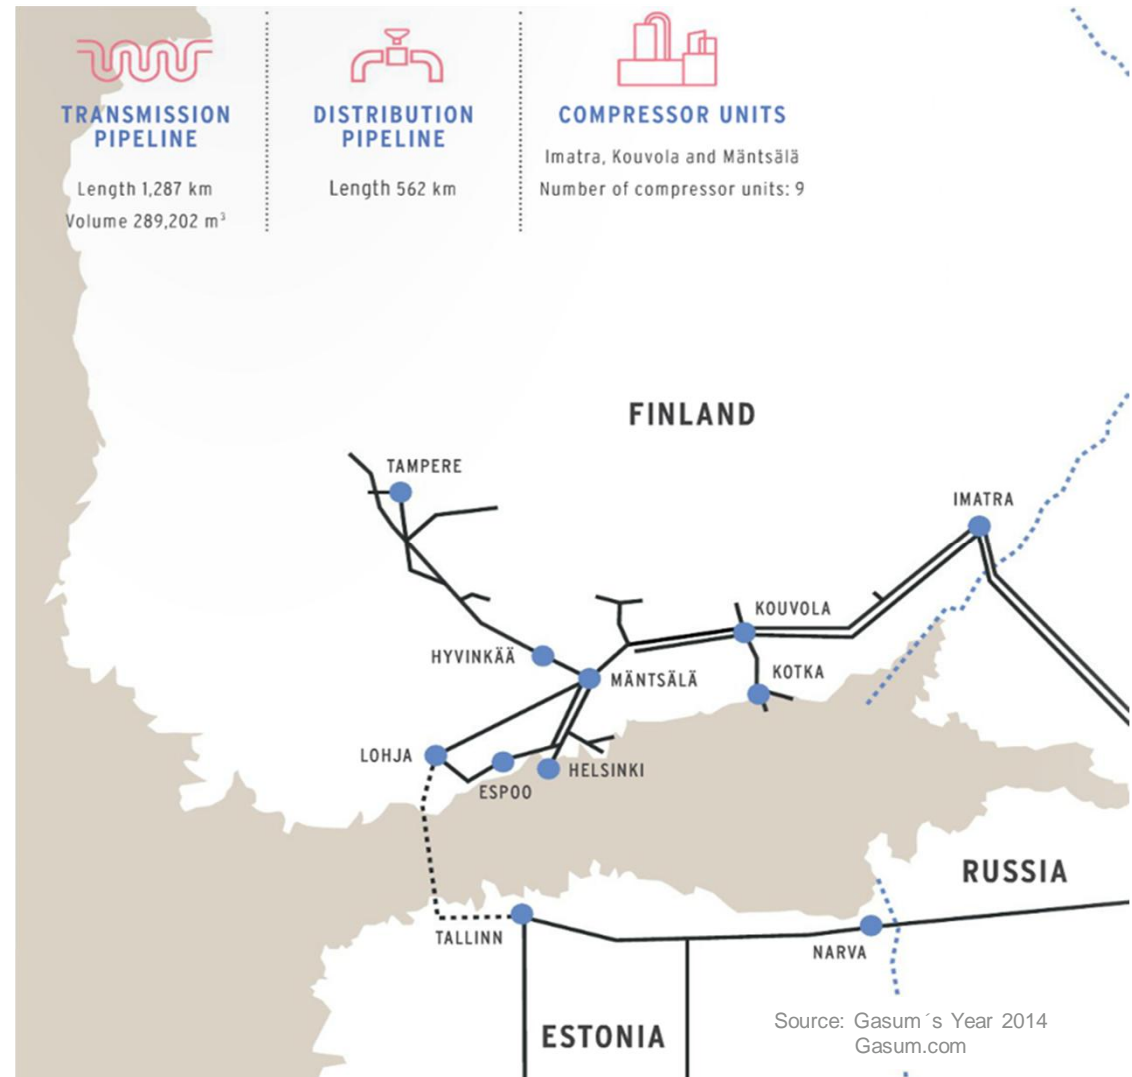 TRANSMISSION
PIPELINE
Length 1,287 km
Volume 289,202 m³
DISTRIBUTION
PIPELINE
Length 562 km
COMPRESSOR UNITS
Imatra, Kouvola and Mäntsälä
Number of compressor units: 9
FINLAND
TAMPERE
IMATRA
KOUVOLA
HYVINKÄÄ
KOTKA
MÄNTSÄLÄ
LOHJA
HELSINKI
ESPOO
RUSSIA
TALLINN
NARVA
ESTONIA
Source: Gasum´s Year 2014
Gasum.com